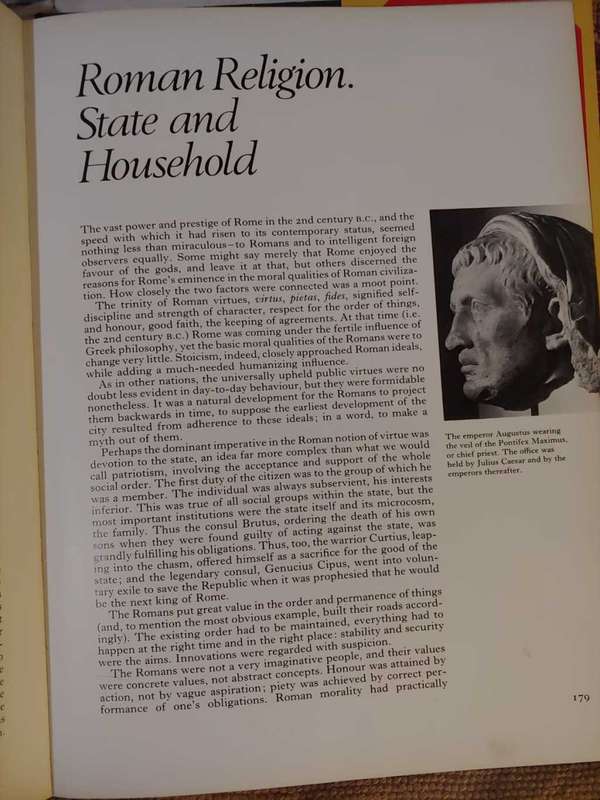 Roman Religion.
State and
Household
The vast power and prestige of Rome in the 2nd century B.C., and the
speed with which it had risen to its contemporary status, seemed
nothing less than miraculous–to Romans and to intelligent foreign
observers equally. Some might say merely that Rome enjoyed the
favour of the gods, and leave it at that, but others discerned the
reasons for Rome's eminence in the moral qualities of Roman civiliza-
tion. How closely the two factors were connected was a moot point.
The trinity of Roman virtues, virtus, pietas, fides, signified self-
discipline and strength of character, respect for the order of things,
and honour, good faith, the keeping of agreements. At that time (i.e.
the 2nd century B.C.) Rome was coming under the fertile influence of
Greek philosophy, yet the basic moral qualities of the Romans were to
change very little. Stoicism, indeed, closely approached Roman ideals,
while adding a much-needed humanizing influence.
As in other nations, the universally upheld public virtues were no
doubt less evident in day-to-day behaviour, but they were formidable
nonetheless. It was a natural development for the Romans to project
them backwards in time, to suppose the earliest development of the
city resulted from adherence to these ideals; in a word, to make a
myth out of them.
Perhaps the dominant imperative in the Roman notion of virtue was
devotion to the state, an idea far more complex than what we would
call patriotism, involving the acceptance and support of the whole
social order. The first duty of the citizen was to the group of which he
was a member. The individual was always subservient, his interests
inferior. This was true of all social groups within the state, but the
most important institutions were the state itself and its microcosm,
the family. Thus the consul Brutus, ordering the death of his own
sons when they were found guilty of acting against the state, was
grandly fulfilling his obligations. Thus, too, the warrior Curtius, leap-
ing into the chasm, offered himself as a sacrifice for the good of the
state; and the legendary consul, Genucius Cipus, went into volun-
tary exile to save the Republic when it was prophesied that he would
be the next king of Rome.
The Romans put great value in the order and permanence of things
(and, to mention the most obvious example, built their roads accord-
ingly). The existing order had to be maintained, everything had to
happen at the right time and in the right place: stability and security
were the aims. Innovations were regarded with suspicion.
The Romans were not a very imaginative people, and their values
were concrete values, not abstract concepts. Honour was attained by
action, not by vague aspiration; piety was achieved by correct per-
formance of one's obligations. Roman morality had practically
The emperor Augustus wearing
the veil of the Pontifex Maximus,
or chief priest. The office was
held by Julius Caesar and by the
emperors thereafter.
179